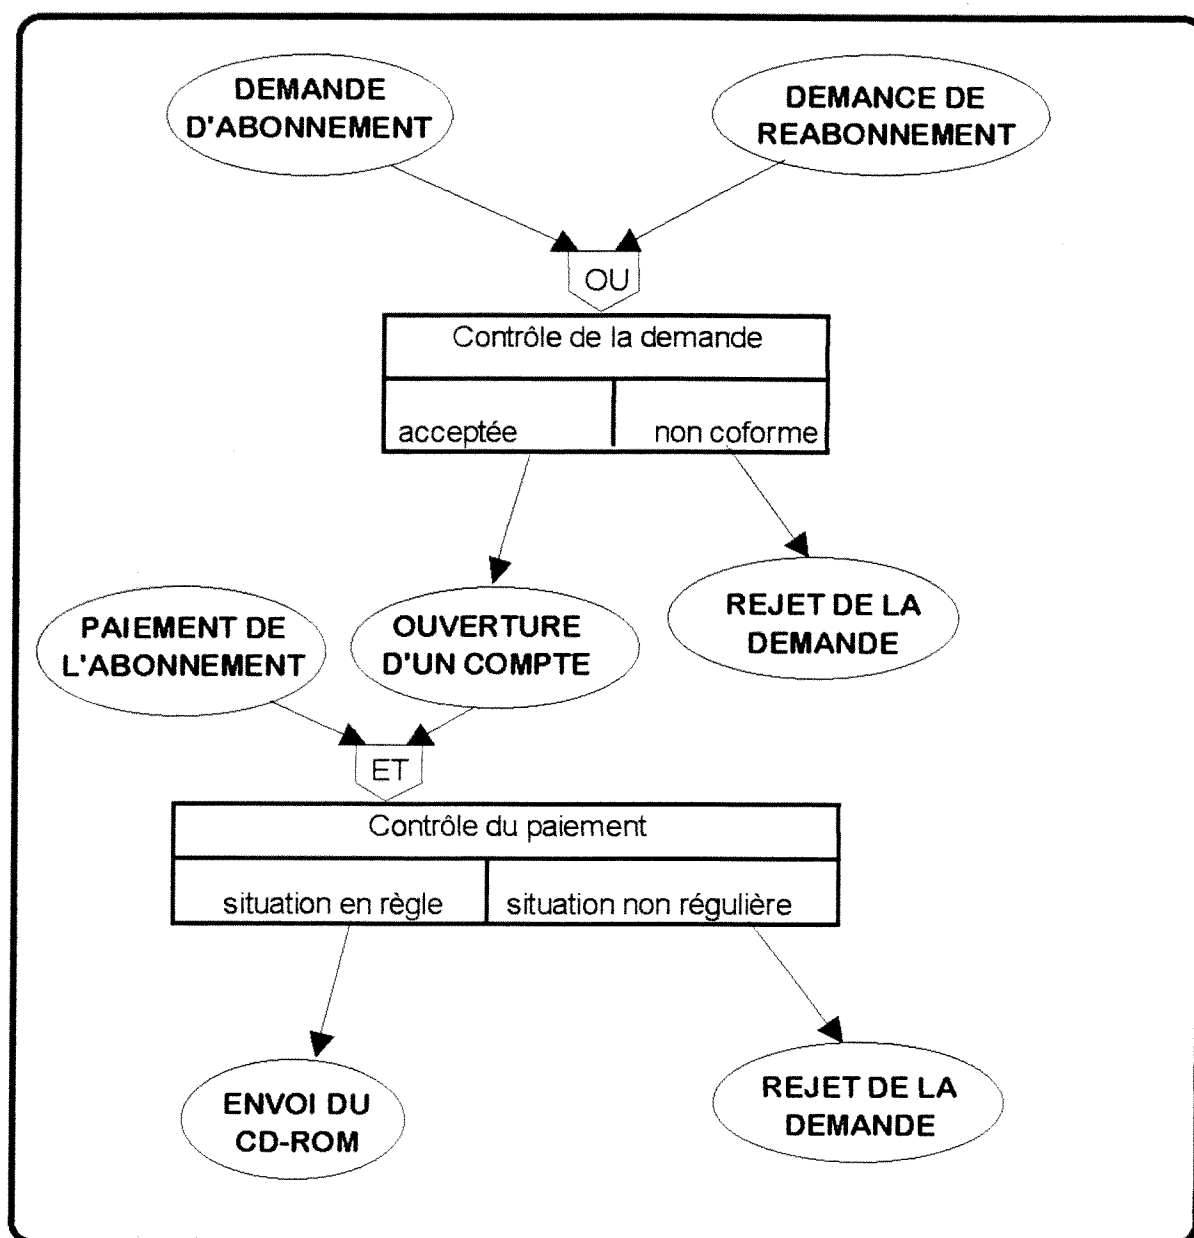 DEMANDE
D'ABONNEMENT
DEMANCE DE
REABONNEMENT
OU
Contrôle de la demande
acceptée
non coforme
PAIEMENT DE
L'ABONNEMENT
OUVERTURE
D'UN COMPTE
REJET DE LA
DEMANDE
ET
Contrôle du paiement
situation en règle
situation non régulière
ENVOI DU
CD-ROM
REJET DE LA
DEMANDE